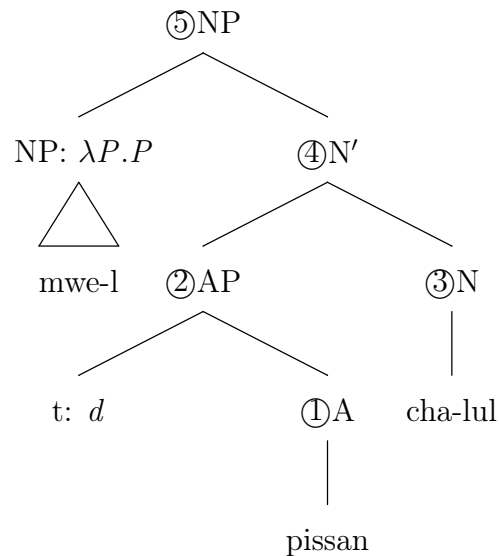 ⑤NP
NP: λP.P ④N′
mwe-l ②AP ③N
t: d ①A cha-lul
pissan